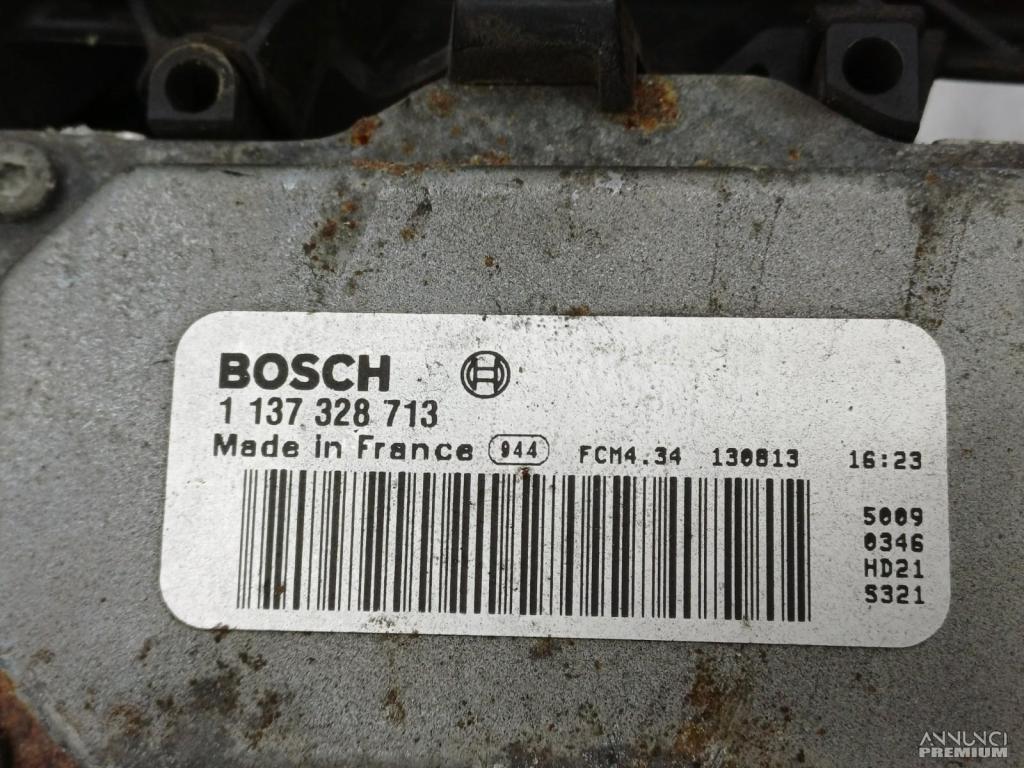 BOSCH
1 137 328 713
Made in France 944 FCM4.34 130813 16:23
5009
0346
HD21
5321
ANNUNCI
PREMIUM